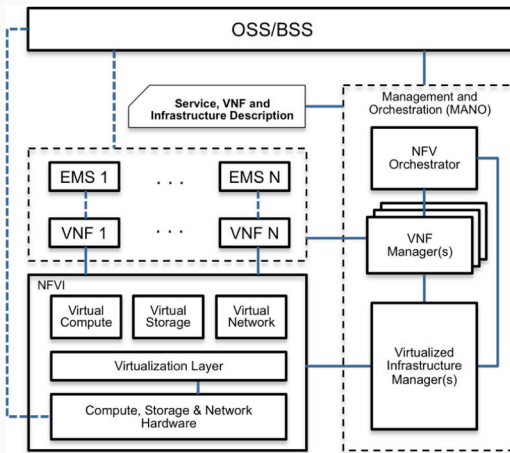 OSS/BSS
Service, VNF and
Infrastructure Description
Management and
Orchestration (MANO)
NFV
Orchestrator
EMS 1
. . .
EMS N
VNF 1
. . .
VNF N
VNF
Manager(s)
NFVI
Virtual
Compute
Virtual
Storage
Virtual
Network
Virtualization Layer
Virtualized
Infrastructure
Manager(s)
Compute, Storage & Network
Hardware